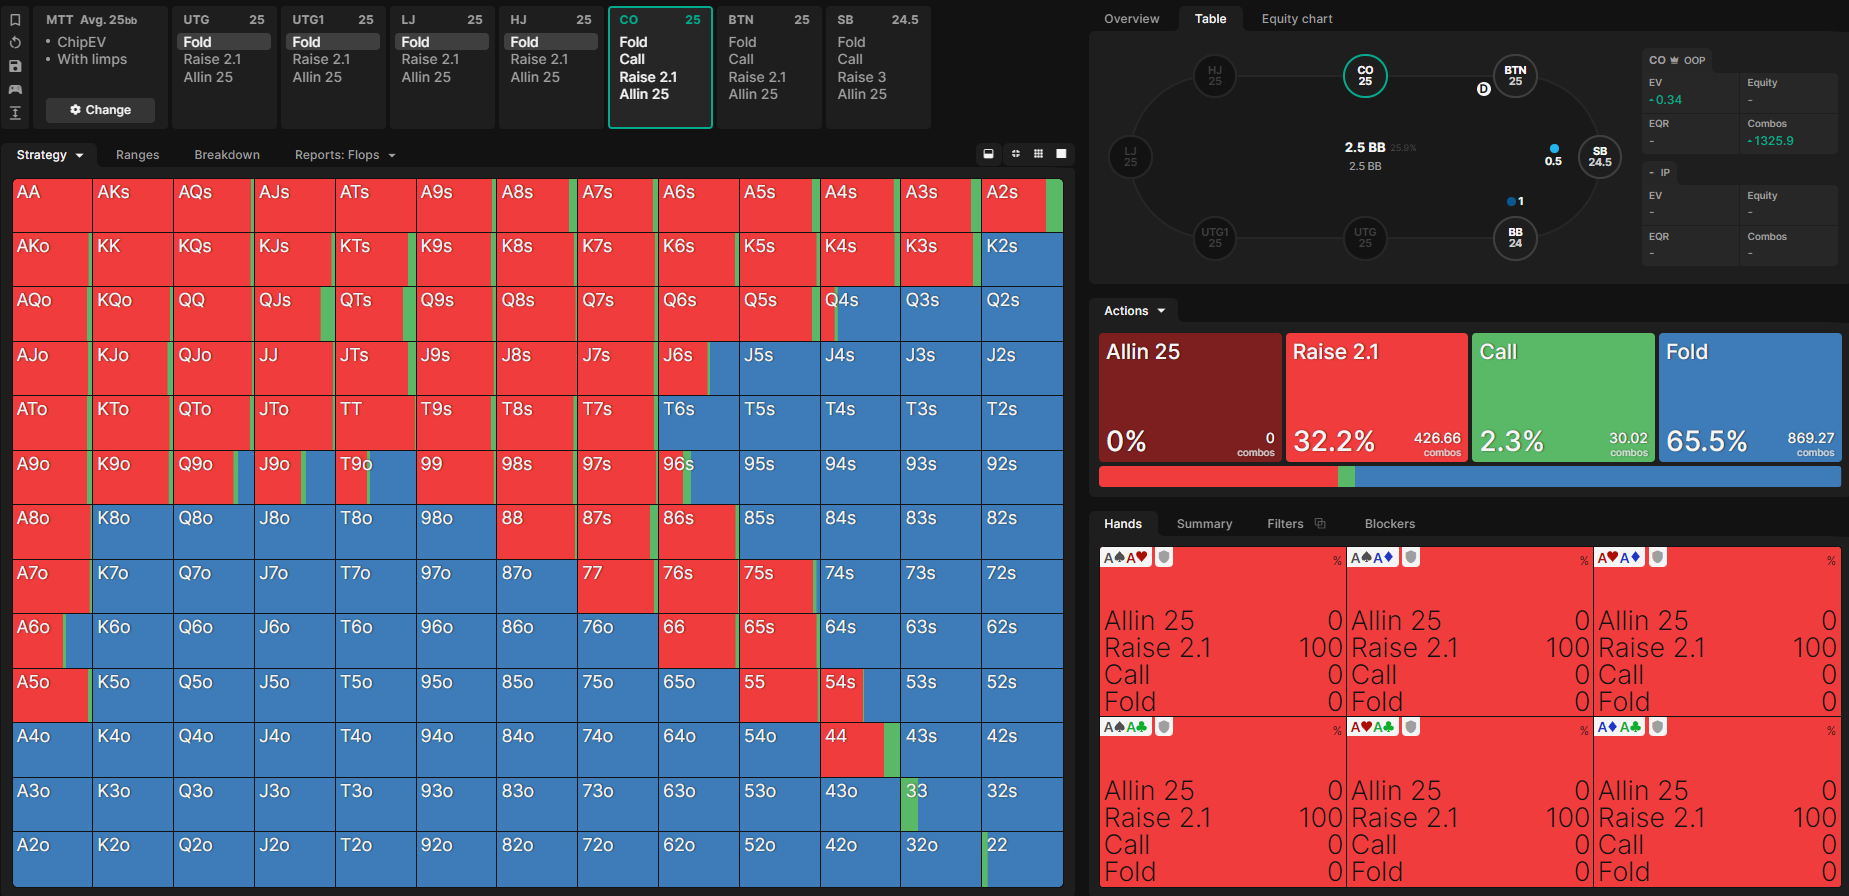 MTT Avg. 25bb
• ChipEV
• With limps
Change
UTG 25
Fold
Raise 2.1
Allin 25
UTG1 25
Fold
Raise 2.1
Allin 25
LJ 25
Fold
Raise 2.1
Allin 25
HJ 25
Fold
Raise 2.1
Allin 25
CO 25
Fold
Call
Raise 2.1
Allin 25
BTN 25
Fold
Call
Raise 2.1
Allin 25
SB 24.5
Fold
Call
Raise 3
Allin 25
Strategy Ranges Breakdown Reports: Flops
AA AKs AQs AJs ATs A9s A8s A7s A6s A5s A4s A3s A2s
AKo KK KQs KJs KTs K9s K8s K7s K6s K5s K4s K3s K2s
AQo KQo QQ QJs QTs Q9s Q8s Q7s Q6s Q5s Q4s Q3s Q2s
AJo KJo QJo JJ JTs J9s J8s J7s J6s J5s J4s J3s J2s
ATo KTo QTo JTo TT T9s T8s T7s T6s T5s T4s T3s T2s
A9o K9o Q9o J9o T9o 99 98s 97s 96s 95s 94s 93s 92s
A8o K8o Q8o J8o T8o 98o 88 87s 86s 85s 84s 83s 82s
A7o K7o Q7o J7o T7o 97o 87o 77 76s 75s 74s 73s 72s
A6o K6o Q6o J6o T6o 96o 86o 76o 66 65s 64s 63s 62s
A5o K5o Q5o J5o T5o 95o 85o 75o 65o 55 54s 53s 52s
A4o K4o Q4o J4o T4o 94o 84o 74o 64o 54o 44 43s 42s
A3o K3o Q3o J3o T3o 93o 83o 73o 63o 53o 43o 33 32s
A2o K2o Q2o J2o T2o 92o 82o 72o 62o 52o 42o 32o 22
Overview Table Equity chart
HJ
25
CO
25
BTN
25
D
LJ
25
2.5 BB 25.9%
2.5 BB
0.5
SB
24.5
1
UTG1
25
UTG
25
BB
24
CO OOP
EV Equity
0.34 -
EQR Combos
- 1325.9
- IP
EV Equity
- -
EQR Combos
- -
Actions
Allin 25
0% 0
combos
Raise 2.1
32.2% 426.66
combos
Call
2.3% 30.02
combos
Fold
65.5% 869.27
combos
Hands Summary Filters Blockers
A♠A♥ %
Allin 25 0
Raise 2.1 100
Call 0
Fold 0
A♠A♦ %
Allin 25 0
Raise 2.1 100
Call 0
Fold 0
A♥A♦ %
Allin 25 0
Raise 2.1 100
Call 0
Fold 0
A♠A♣ %
Allin 25 0
Raise 2.1 100
Call 0
Fold 0
A♥A♣ %
Allin 25 0
Raise 2.1 100
Call 0
Fold 0
A♦A♣ %
Allin 25 0
Raise 2.1 100
Call 0
Fold 0